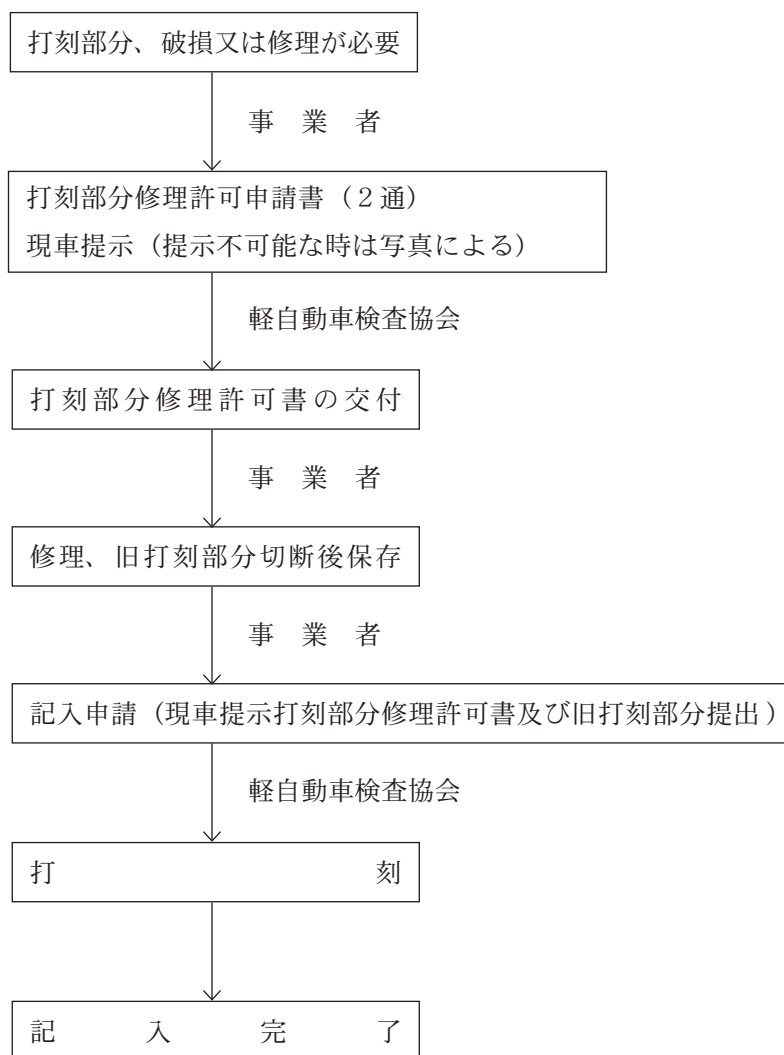 打刻部分、破損又は修理が必要
事業者
打刻部分修理許可申請書（２通）
現車提示（提示不可能な時は写真による）
軽自動車検査協会
打刻部分修理許可書の交付
事業者
修理、旧打刻部分切断後保存
事業者
記入申請（現車提示打刻部分修理許可書及び旧打刻部分提出）
軽自動車検査協会
打刻
記入完了